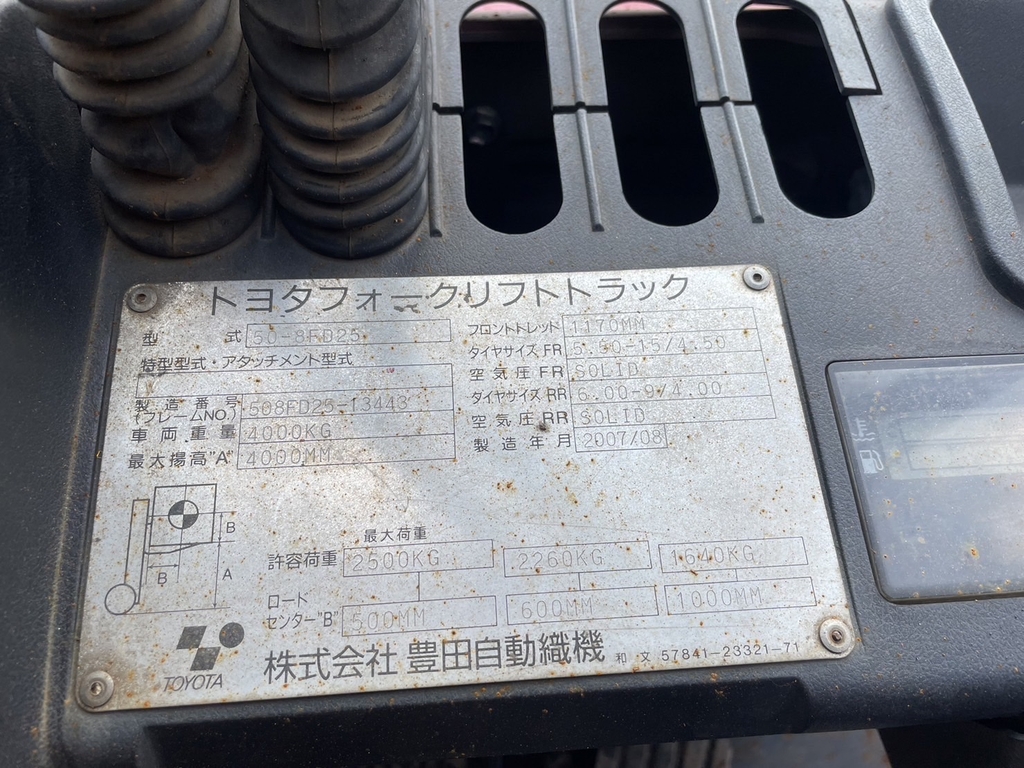 トヨタフォークリフトトラック
型式 50-8FD25
特型型式・アタッチメント型式
製造番号 (フレームNO.) 508FD25-13443
車両重量 4000KG
最大揚高"A" 4000MM
フロントトレッド 1170MM
タイヤサイズ FR 5.50-15/4.50
空気圧 FR SOLID
タイヤサイズ RR 6.00-9/4.00
空気圧 RR SOLID
製造年月 2007/08
B
B
A
最大荷重
許容荷重 2500KG 2260KG 1640KG
ロードセンター"B" 500MM 600MM 1000MM
TOYOTA
株式会社 豊田自動織機 和文 57841-23321-71